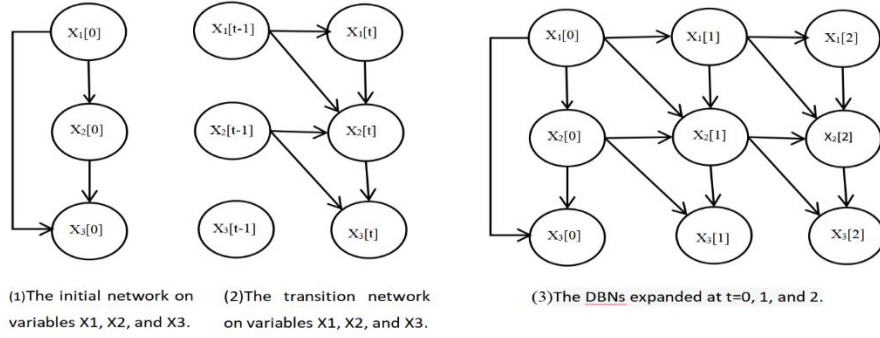 X₁[0]
X₂[0]
X₃[0]
X₁[t-1]
X₁[t]
X₂[t-1]
X₂[t]
X₃[t-1]
X₃[t]
X₁[0]
X₁[1]
X₁[2]
X₂[0]
X₂[1]
X₂[2]
X₃[0]
X₃[1]
X₃[2]
(1)The initial network on
variables X1, X2, and X3.
(2)The transition network
on variables X1, X2, and X3.
(3)The DBNs expanded at t=0, 1, and 2.